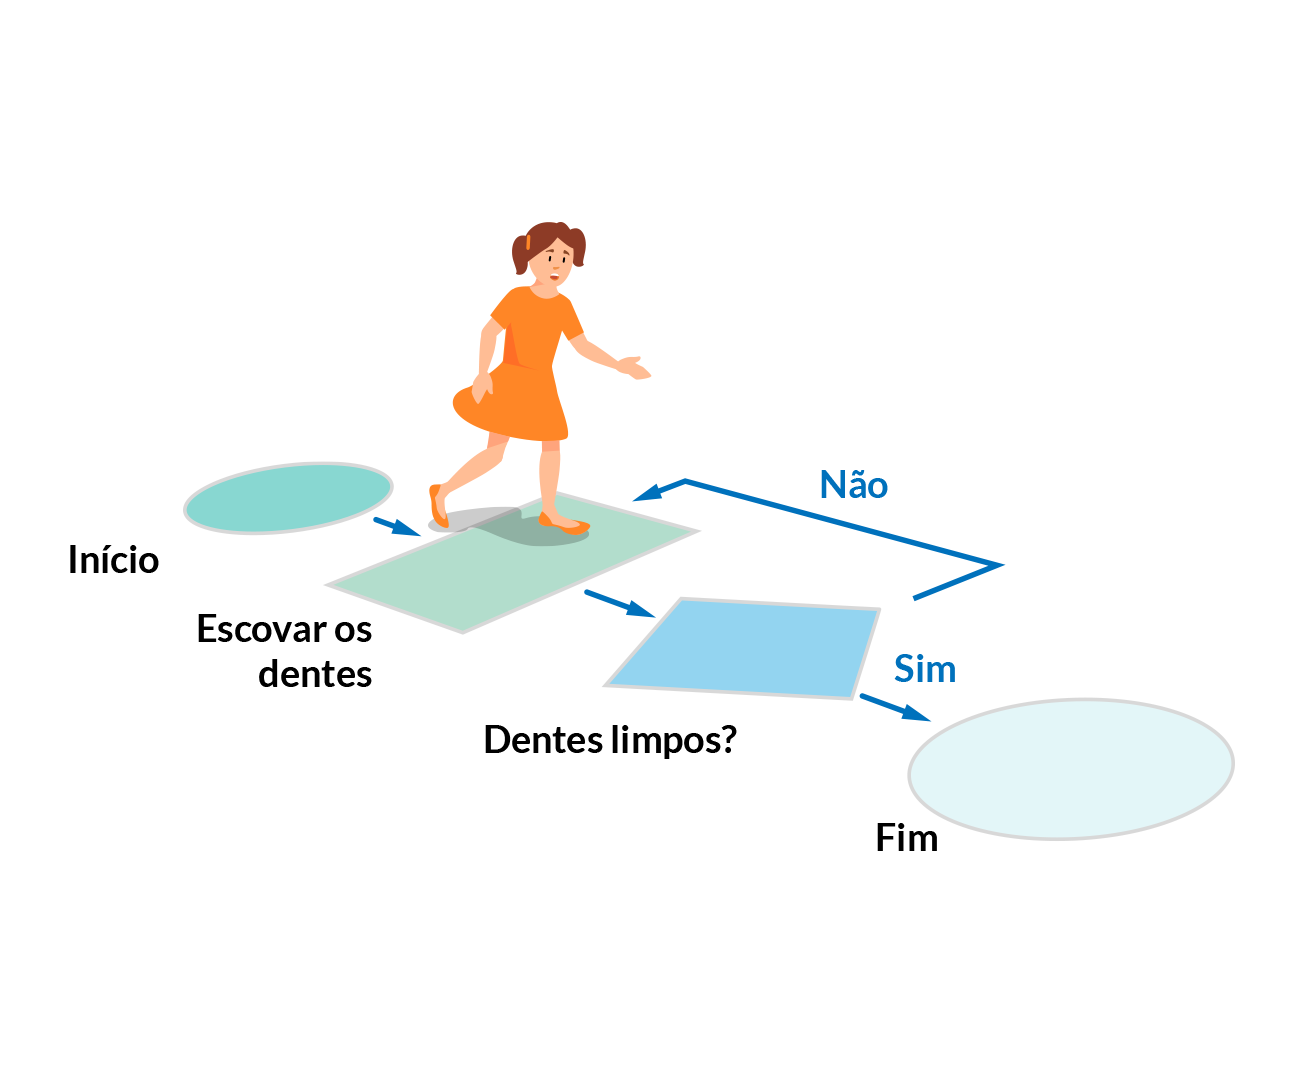 Início
Escovar os
dentes
Dentes limpos?
Não
Sim
Fim